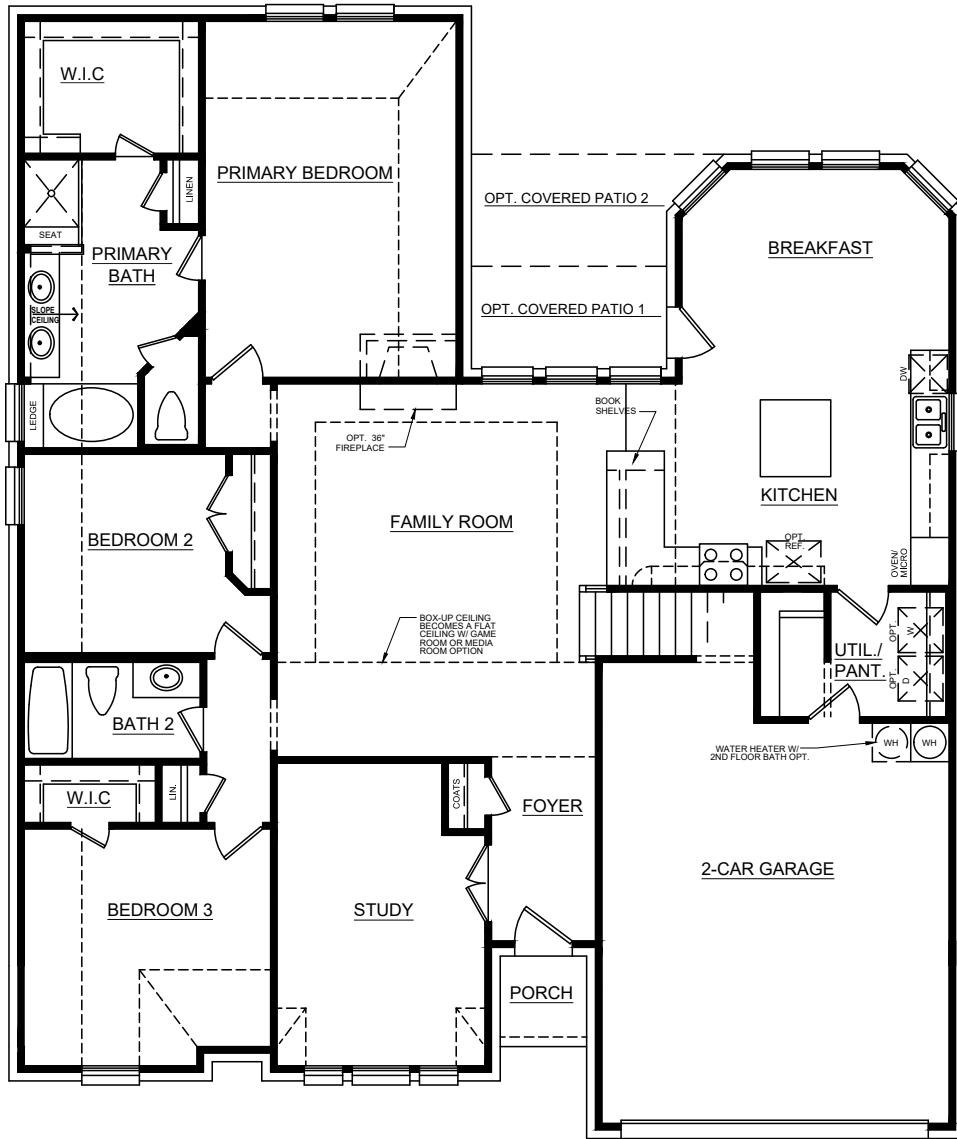 W.I.C
PRIMARY BEDROOM
LINEN
SEAT
PRIMARY
BATH
SLOPE
CEILING
LEDGE
OPT. COVERED PATIO 2
OPT. COVERED PATIO 1
BREAKFAST
DW
BOOK
SHELVES
OPT. 36"
FIREPLACE
KITCHEN
FAMILY ROOM
OPT.
REF.
OVEN/
MICRO
BEDROOM 2
BOX-UP CEILING
BECOMES A FLAT
CEILING W/ GAME
ROOM OR MEDIA
ROOM OPTION
UTIL./
PANT.
OPT.
W
OPT.
D
BATH 2
WATER HEATER W/
2ND FLOOR BATH OPT.
WH
WH
W.I.C
LIN.
COATS
FOYER
2-CAR GARAGE
BEDROOM 3
STUDY
PORCH